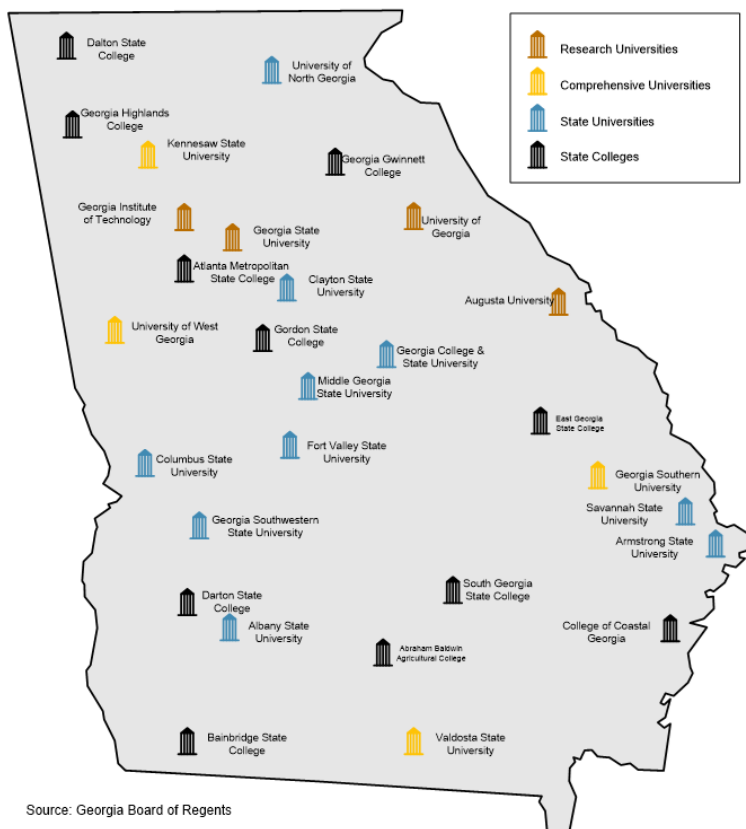 Dalton State
College
University of
North Georgia
Research Universities
Comprehensive Universities
State Universities
State Colleges
Georgia Highlands
College
Kennesaw State
University
Georgia Gwinnett
College
Georgia Institute
of Technology
Georgia State
University
University of
Georgia
Atlanta Metropolitan
State College
Clayton State
University
Augusta University
University of West
Georgia
Gordon State
College
Georgia College &
State University
Middle Georgia
State University
East Georgia
State College
Fort Valley State
University
Columbus State
University
Georgia Southern
University
Savannah State
University
Georgia Southwestern
State University
Armstrong State
University
South Georgia
State College
Darton State
College
Albany State
University
College of Coastal
Georgia
Abraham Baldwin
Agricultural College
Bainbridge State
College
Valdosta State
University
Source: Georgia Board of Regents